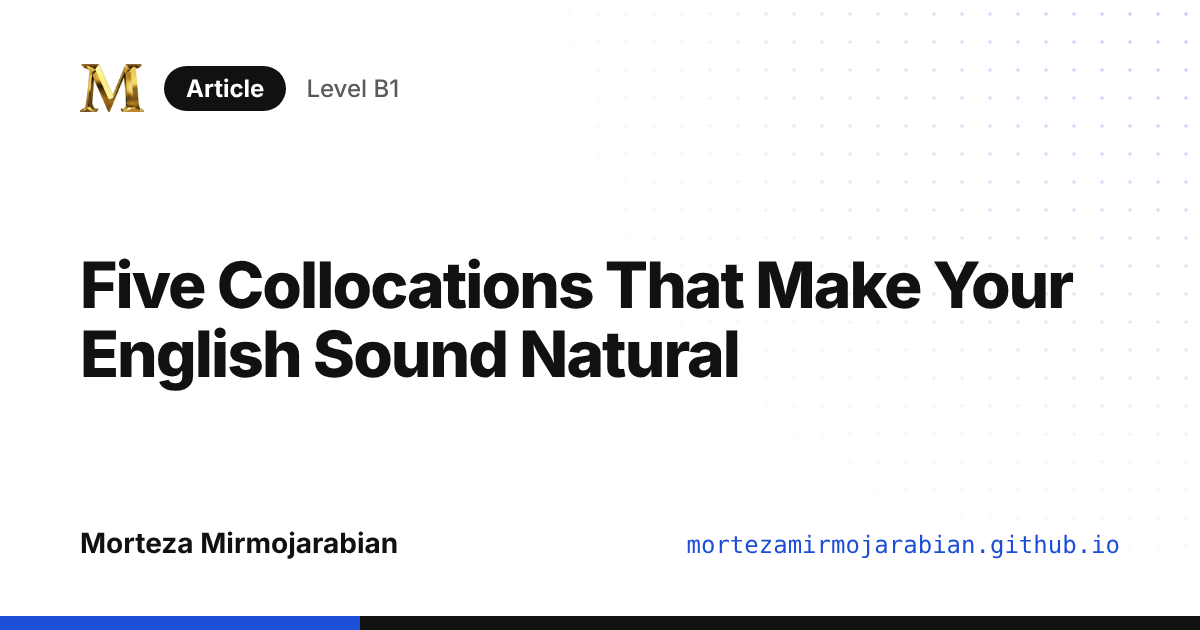 M Article Level B1
Five Collocations That Make Your
English Sound Natural
Morteza Mirmojarabian mortezamirmojarabian.github.io